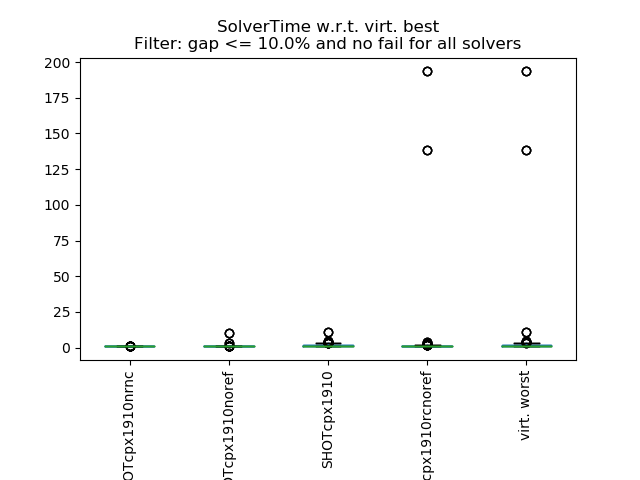 SolverTime w.r.t. virt. best
Filter: gap <= 10.0% and no fail for all solvers
200
175
150
125
100
75
50
25
0
OTcpx1910nrnc
OTcpx1910noref
SHOTcpx1910
cpx1910rcnoref
virt. worst